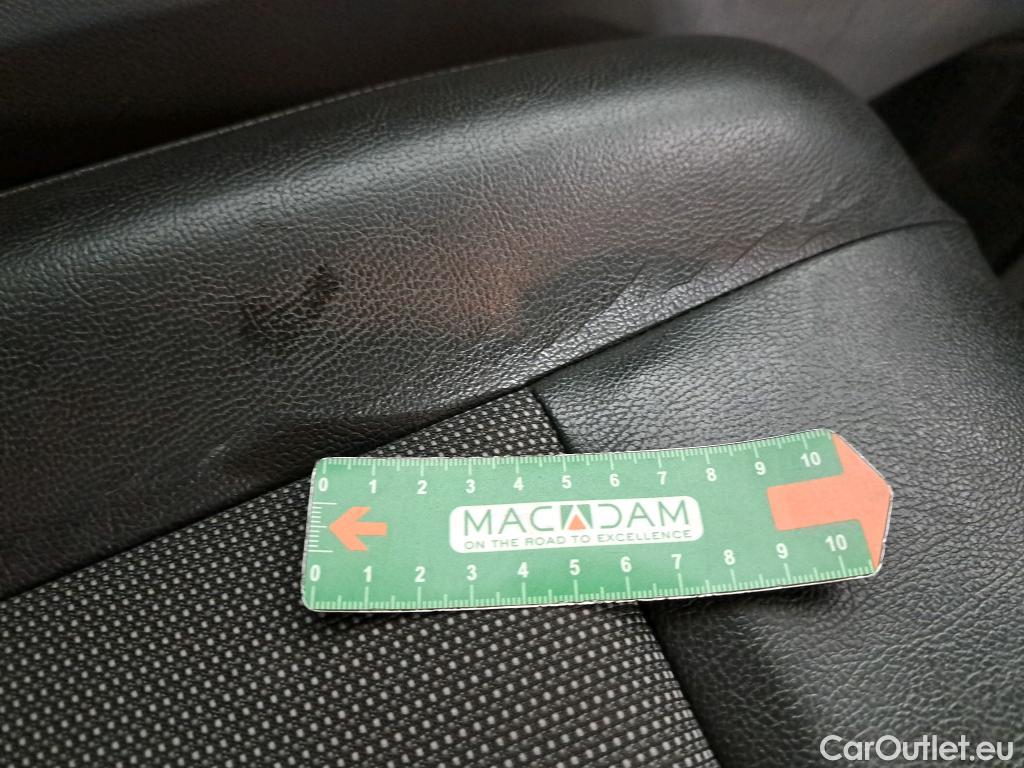 0 1 2 3 4 5 6 7 8 9 10
MACADAM
ON THE ROAD TO EXCELLENCE
0 1 2 3 4 5 6 7 8 9 10
CarOutlet.eu